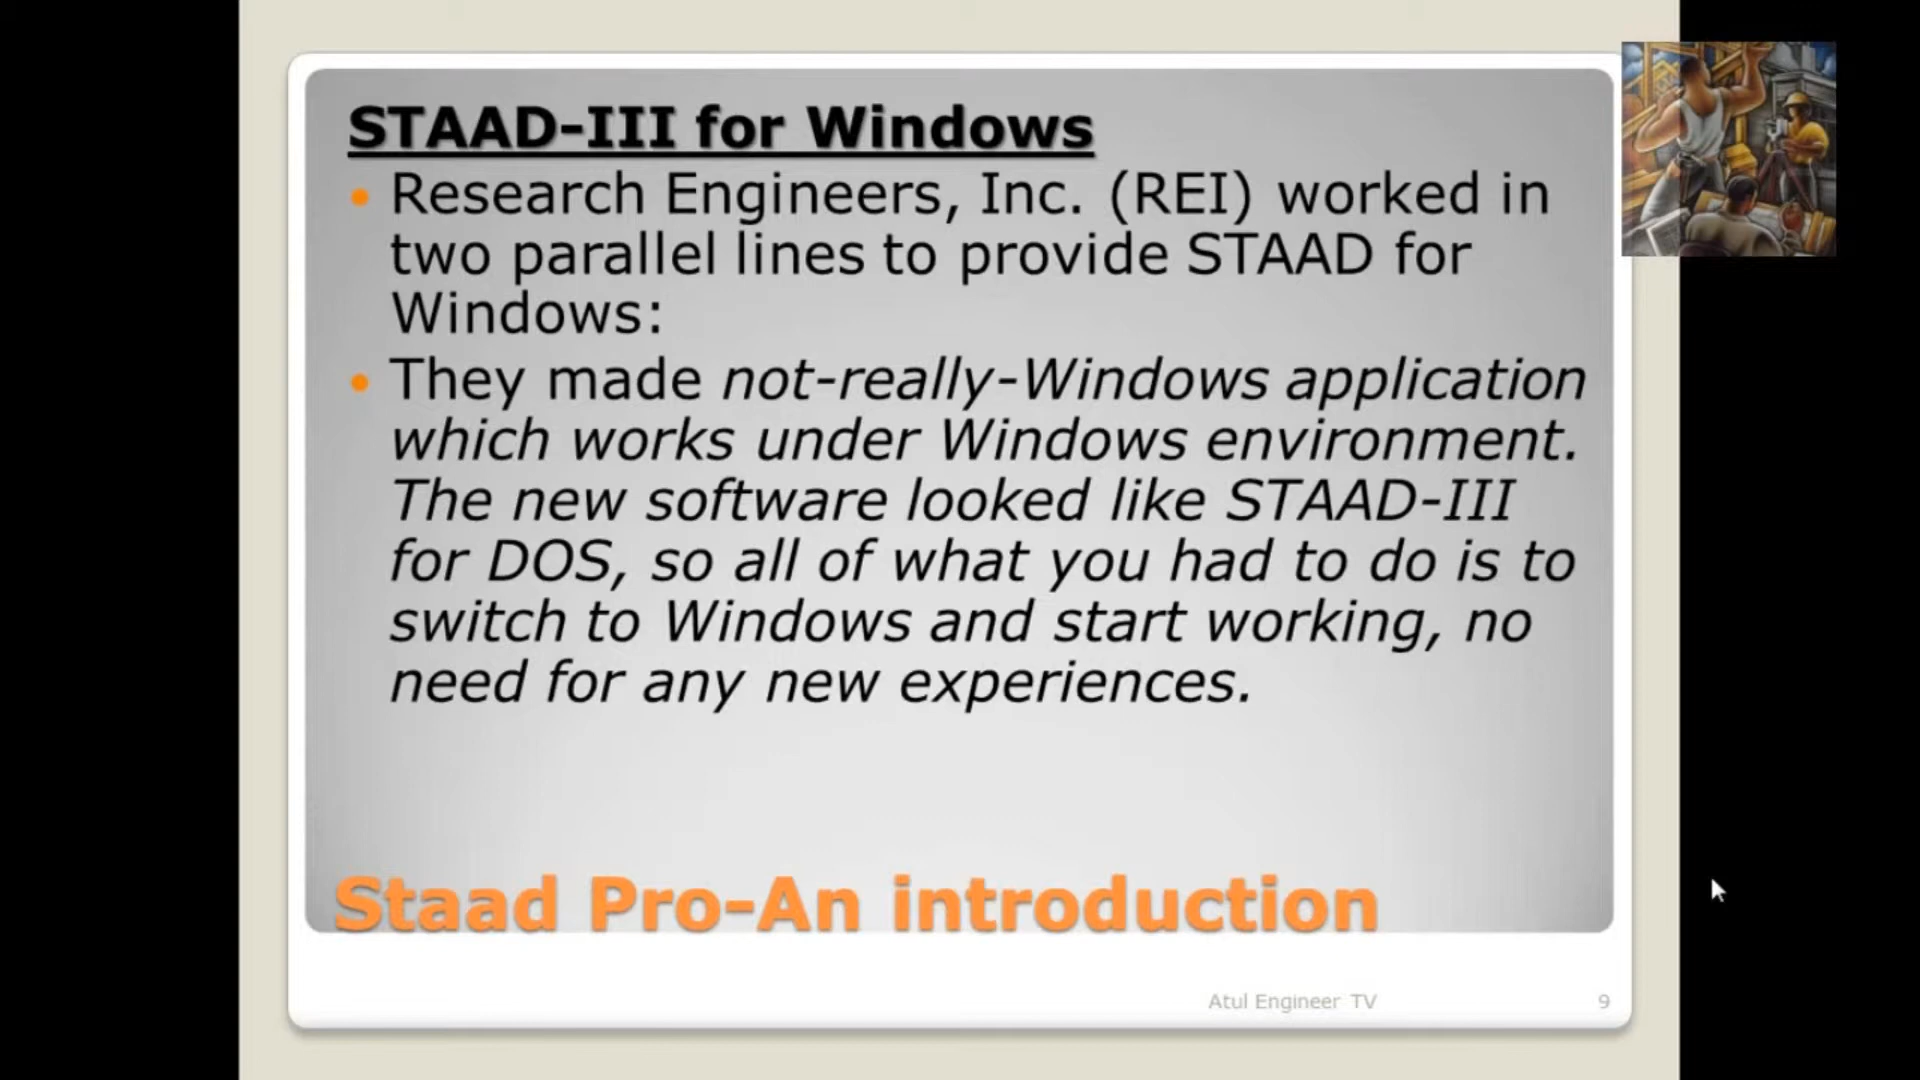 STAAD-III for Windows
Research Engineers, Inc. (REI) worked in
two parallel lines to provide STAAD for
Windows:
They made not-really-Windows application
which works under Windows environment.
The new software looked like STAAD-III
for DOS, so all of what you had to do is to
switch to Windows and start working, no
need for any new experiences.
Staad Pro-An introduction
Atul Engineer TV 9